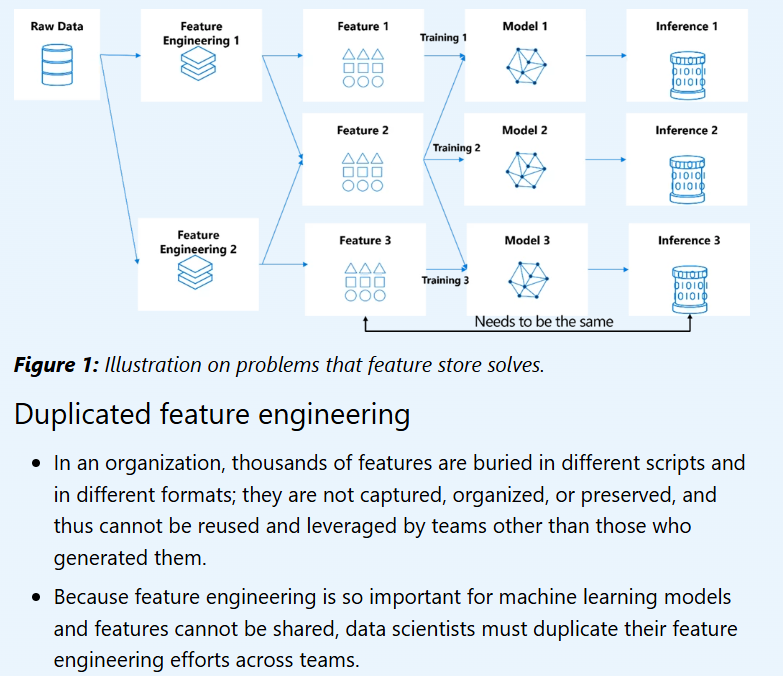 Raw Data
Feature
Engineering 1
Feature 1
Training 1
Model 1
Inference 1
Feature 2
Training 2
Model 2
Inference 2
Feature
Engineering 2
Feature 3
Training 3
Model 3
Inference 3
Needs to be the same
Figure 1: Illustration on problems that feature store solves.
Duplicated feature engineering
• In an organization, thousands of features are buried in different scripts and
in different formats; they are not captured, organized, or preserved, and
thus cannot be reused and leveraged by teams other than those who
generated them.
• Because feature engineering is so important for machine learning models
and features cannot be shared, data scientists must duplicate their feature
engineering efforts across teams.